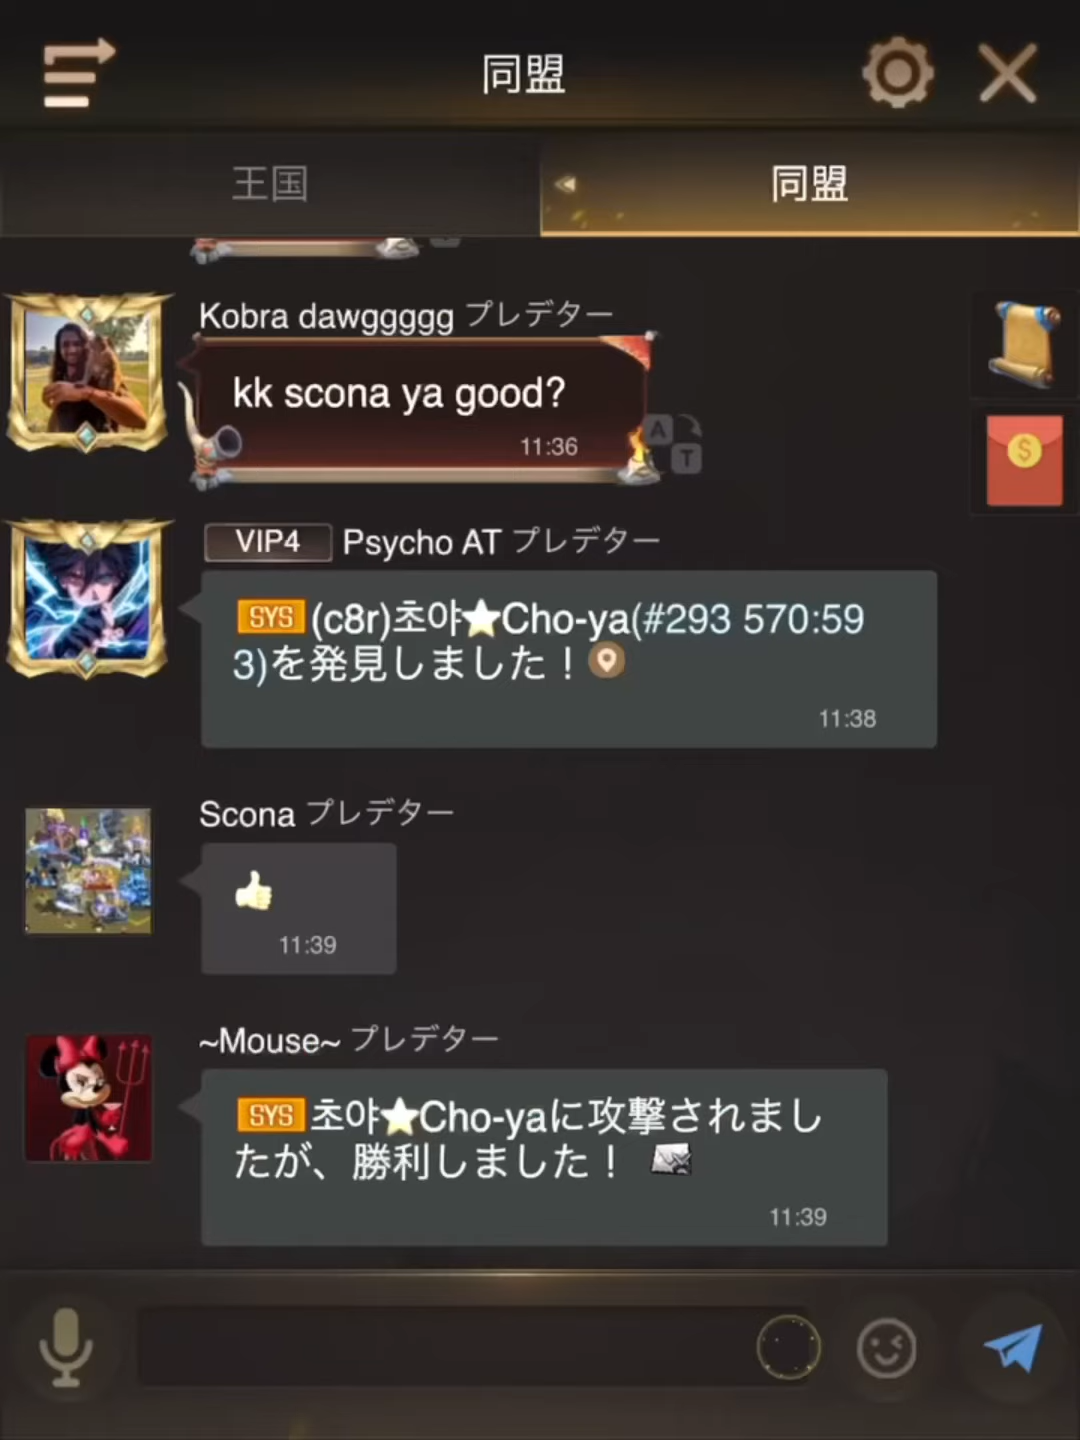 同盟
王国
同盟
Kobra dawggggg プレデター
kk scona ya good?
11:36
A
T
VIP4 Psycho AT プレデター
SYS (c8r)초야⭐Cho-ya(#293 570:59
3)を発見しました！
11:38
Scona プレデター
👍
11:39
~Mouse~ プレデター
SYS 초야⭐Cho-yaに攻撃されまし
たが、勝利しました！
11:39